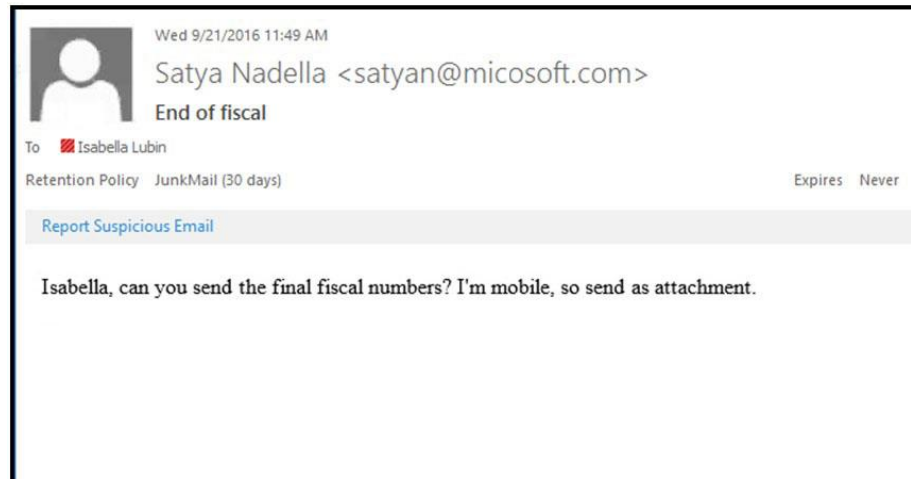 Wed 9/21/2016 11:49 AM
Satya Nadella <satyan@micosoft.com>
End of fiscal
To Isabella Lubin
Retention Policy JunkMail (30 days) Expires Never
Report Suspicious Email
Isabella, can you send the final fiscal numbers? I'm mobile, so send as attachment.